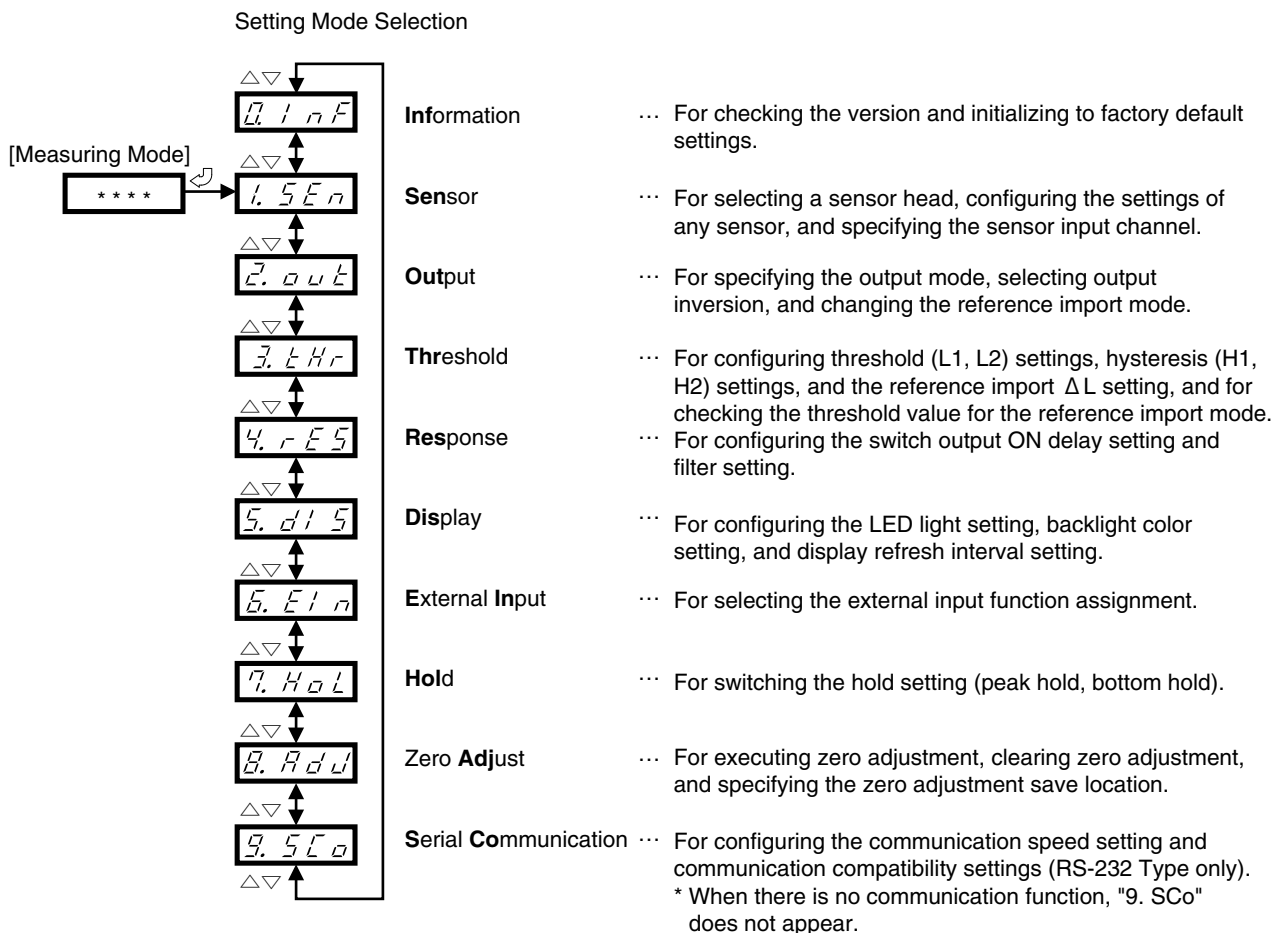 Setting Mode Selection
△▽
0. InF
Information
… For checking the version and initializing to factory default
settings.
[Measuring Mode]
* * * *
△▽
1. SEn
Sensor
… For selecting a sensor head, configuring the settings of
any sensor, and specifying the sensor input channel.
△▽
2. out
Output
… For specifying the output mode, selecting output
inversion, and changing the reference import mode.
△▽
3. tHr
Threshold
… For configuring threshold (L1, L2) settings, hysteresis (H1,
H2) settings, and the reference import Δ L setting, and for
checking the threshold value for the reference import mode.
△▽
4. rES
Response
… For configuring the switch output ON delay setting and
filter setting.
△▽
5. dIS
Display
… For configuring the LED light setting, backlight color
setting, and display refresh interval setting.
△▽
6. EIn
External Input
… For selecting the external input function assignment.
△▽
7. HoL
Hold
… For switching the hold setting (peak hold, bottom hold).
△▽
8. AdJ
Zero Adjust
… For executing zero adjustment, clearing zero adjustment,
and specifying the zero adjustment save location.
△▽
9. SCo
Serial Communication
… For configuring the communication speed setting and
communication compatibility settings (RS-232 Type only).
△▽
* When there is no communication function, "9. SCo"
does not appear.